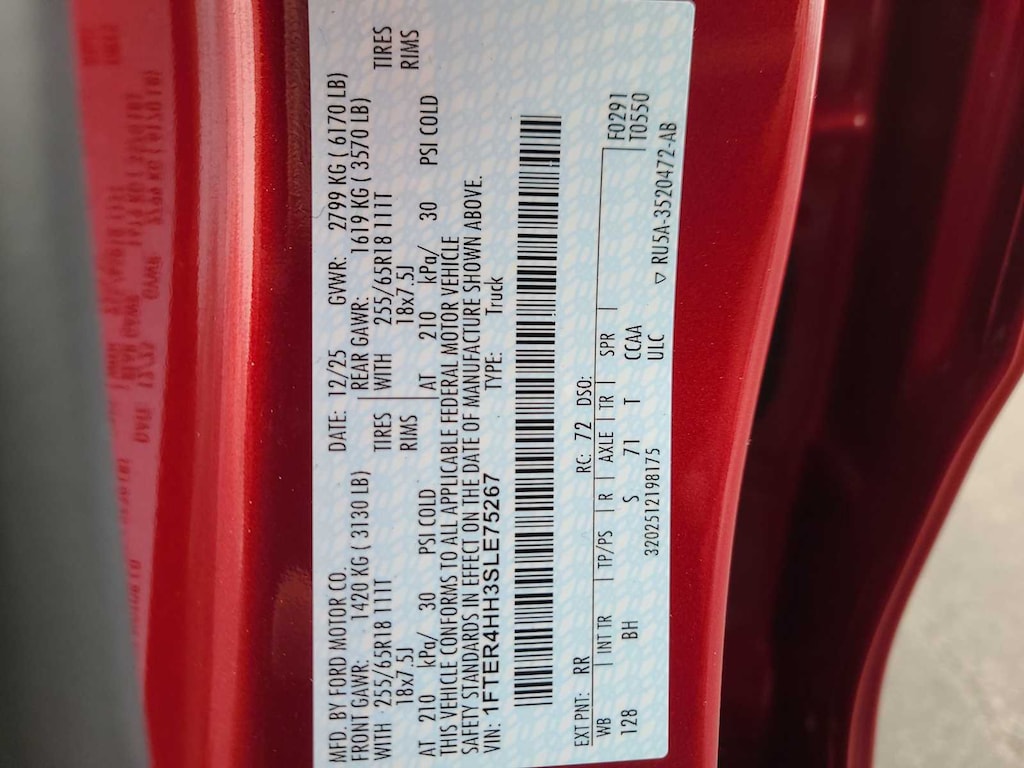 MFD. BY FORD MOTOR CO.
DATE: 12/25 GVWR: 2799 KG ( 6170 LB)
FRONT GAWR: 1420 KG ( 3130 LB)
REAR GAWR: 1619 KG ( 3570 LB)
WITH 255/65R18 111T TIRES
WITH 255/65R18 111T TIRES
18x7.5J RIMS
18x7.5J RIMS
AT 210 kPa/ 30 PSI COLD
AT 210 kPa/ 30 PSI COLD
THIS VEHICLE CONFORMS TO ALL APPLICABLE FEDERAL MOTOR VEHICLE
SAFETY STANDARDS IN EFFECT ON THE DATE OF MANUFACTURE SHOWN ABOVE.
VIN: 1FTER4HH3SLE75267 TYPE: Truck
EXT PNT: RR RC: 72 DSO: F0291
WB | INT TR | TP/PS | R | AXLE | TR | SPR | T0550
128 BH S 71 T CCAA
3202512198175 ULC
▽ RU5A-3520472-AB